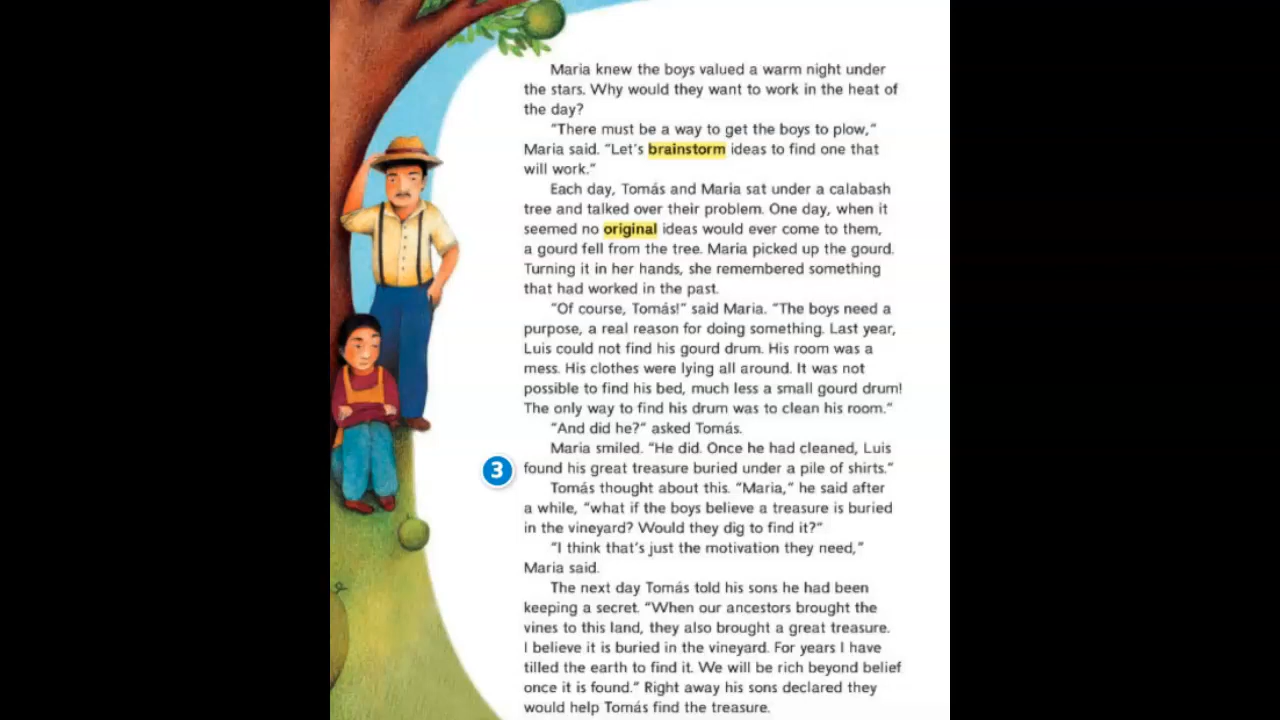 Maria knew the boys valued a warm night under
the stars. Why would they want to work in the heat of
the day?
"There must be a way to get the boys to plow,"
Maria said. "Let's brainstorm ideas to find one that
will work."
Each day, Tomás and Maria sat under a calabash
tree and talked over their problem. One day, when it
seemed no original ideas would ever come to them,
a gourd fell from the tree. Maria picked up the gourd.
Turning it in her hands, she remembered something
that had worked in the past.
"Of course, Tomás!" said Maria. "The boys need a
purpose, a real reason for doing something. Last year,
Luis could not find his gourd drum. His room was a
mess. His clothes were lying all around. It was not
possible to find his bed, much less a small gourd drum!
The only way to find his drum was to clean his room."
"And did he?" asked Tomás.
Maria smiled. "He did. Once he had cleaned, Luis
3 found his great treasure buried under a pile of shirts."
Tomás thought about this. "Maria," he said after
a while, "what if the boys believe a treasure is buried
in the vineyard? Would they dig to find it?"
"I think that's just the motivation they need,"
Maria said.
The next day Tomás told his sons he had been
keeping a secret. "When our ancestors brought the
vines to this land, they also brought a great treasure.
I believe it is buried in the vineyard. For years I have
tilled the earth to find it. We will be rich beyond belief
once it is found." Right away his sons declared they
would help Tomás find the treasure.